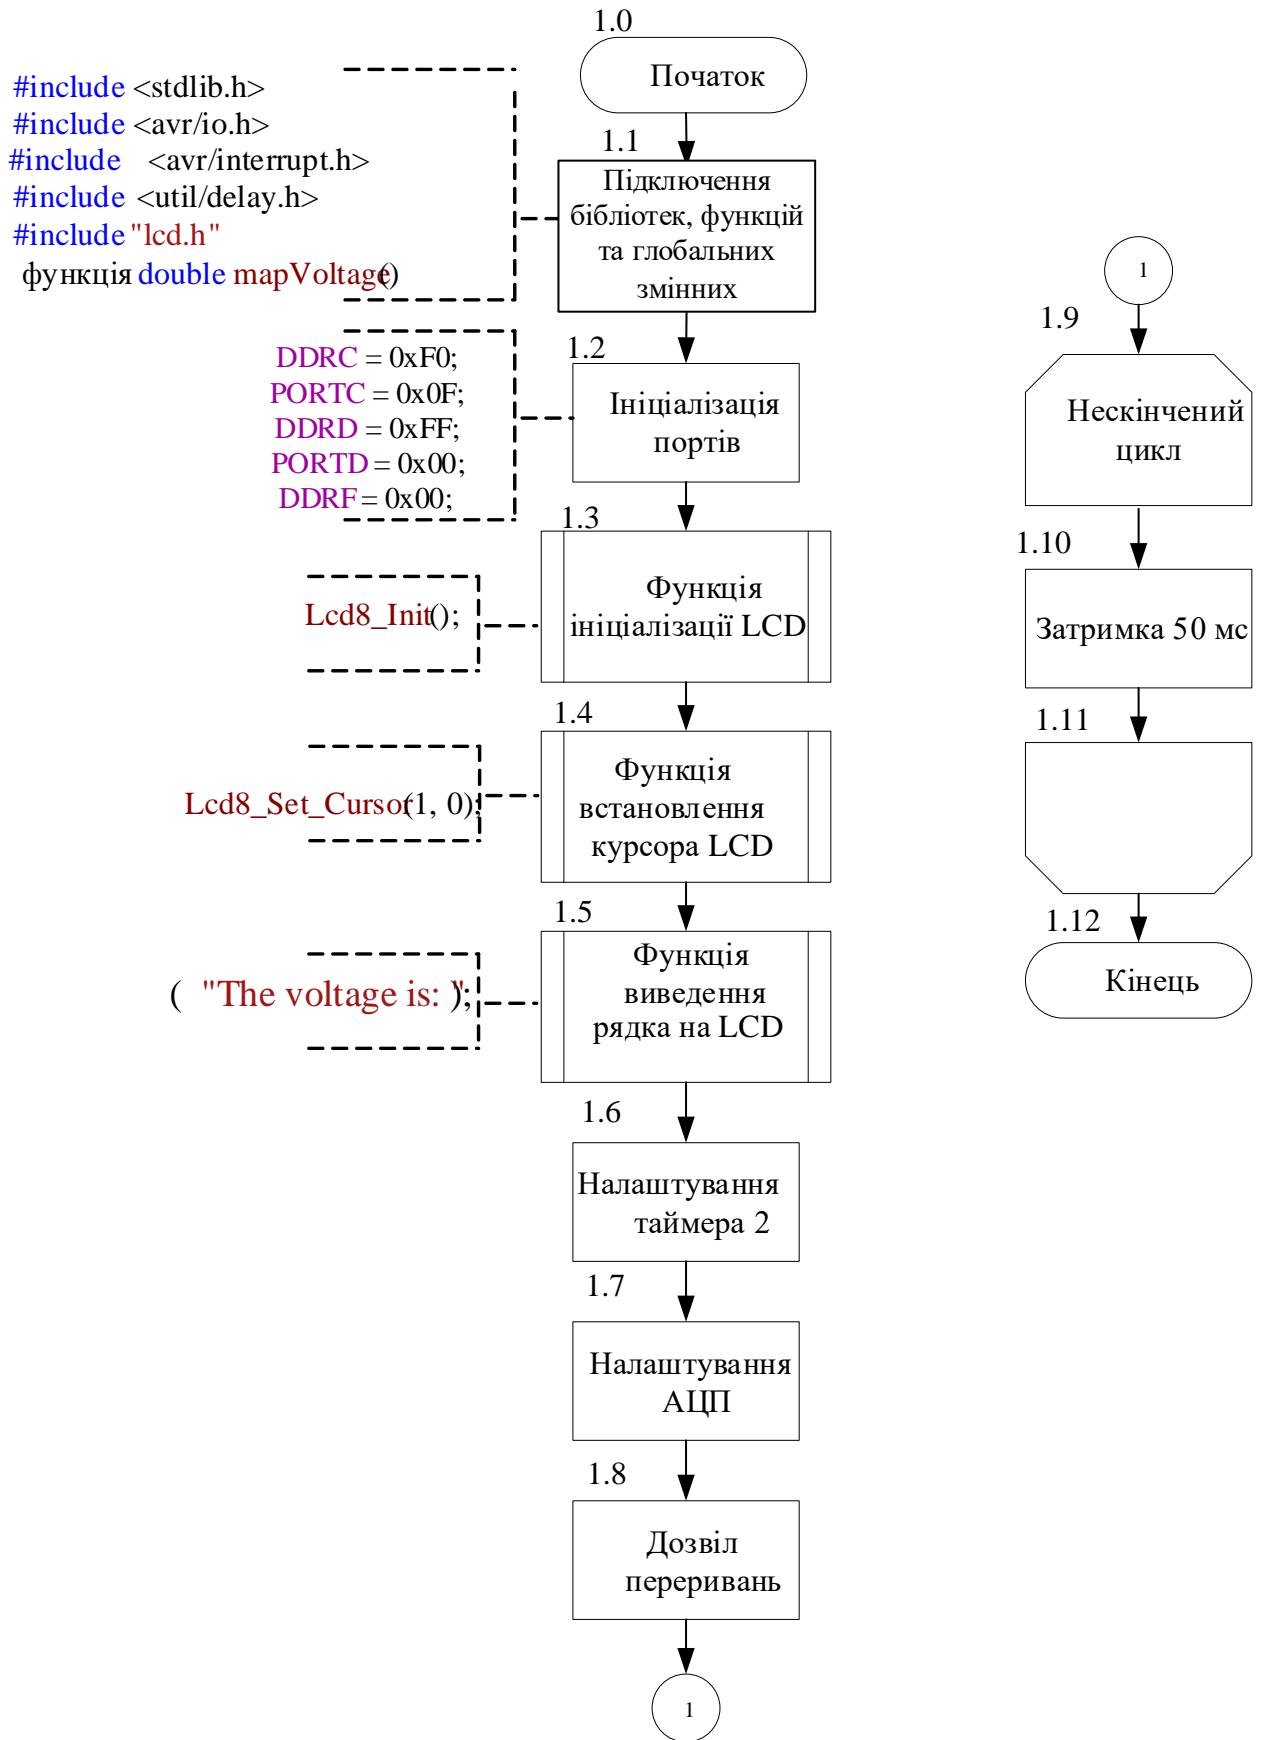 1.0
Початок
#include <stdlib.h>
#include <avr/io.h>
#include <avr/interrupt.h>
#include <util/delay.h>
#include "lcd.h"
функція double mapVoltage()
1.1
Підключення
бібліотек, функцій
та глобальних
змінних
DDRC = 0xF0;
PORTC = 0x0F;
DDRD = 0xFF;
PORTD = 0x00;
DDRF = 0x00;
1.2
Ініціалізація
портів
1.3
Lcd8_Init();
Функція
ініціалізації LCD
1.4
Lcd8_Set_Cursor(1, 0);
Функція
встановлення
курсора LCD
1.5
( "The voltage is: ");
Функція
виведення
рядка на LCD
1.6
Налаштування
таймера 2
1.7
Налаштування
АЦП
1.8
Дозвіл
переривань
1
1
1.9
Нескінчений
цикл
1.10
Затримка 50 мс
1.11
1.12
Кінець